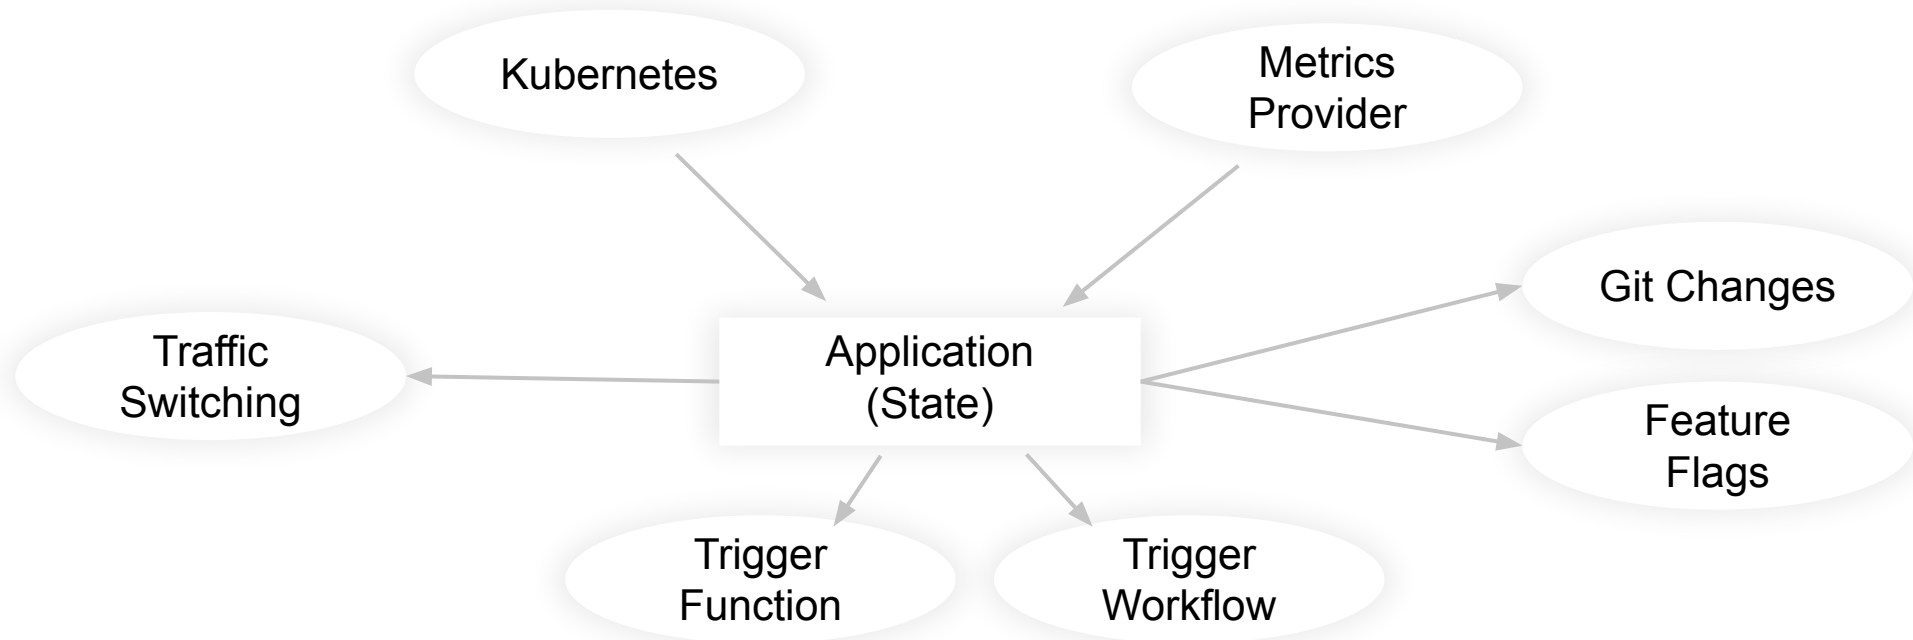 Kubernetes
Metrics
Provider
Git Changes
Traffic
Switching
Application
(State)
Feature
Flags
Trigger
Function
Trigger
Workflow